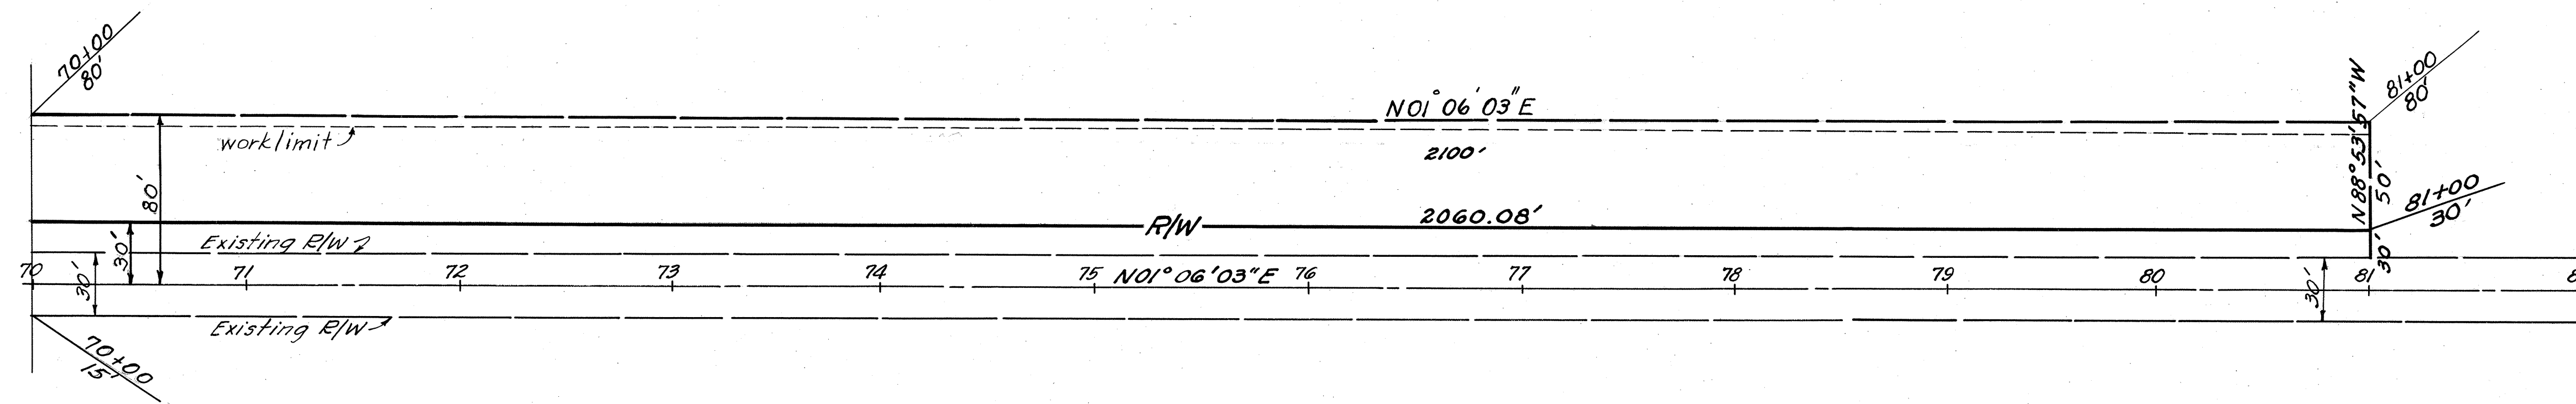 70+00
80'
N01° 06' 03" E
81+00
80'
worklimit
2100'
N88°53'57"W
50'
80'
81+00
30'
R/W
2060.08'
Existing R/W
30'
30'
70 71 72 73 74 75 N01° 06' 03" E 76 77 78 79 80 81
30'
30'
Existing R/W
70+00
15'